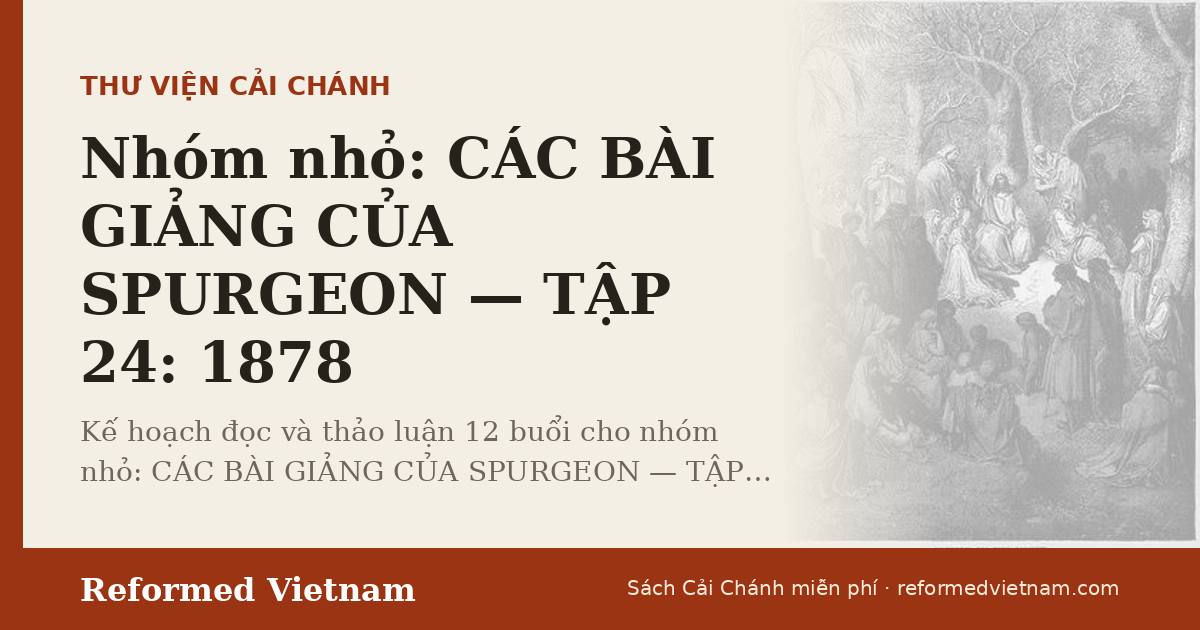 THƯ VIỆN CẢI CHÁNH
Nhóm nhỏ: CÁC BÀI
GIẢNG CỦA
SPURGEON — TẬP
24: 1878
Kế hoạch đọc và thảo luận 12 buổi cho nhóm
nhỏ: CÁC BÀI GIẢNG CỦA SPURGEON — TẬP…
Reformed Vietnam
Sách Cải Chánh miễn phí · reformedvietnam.com